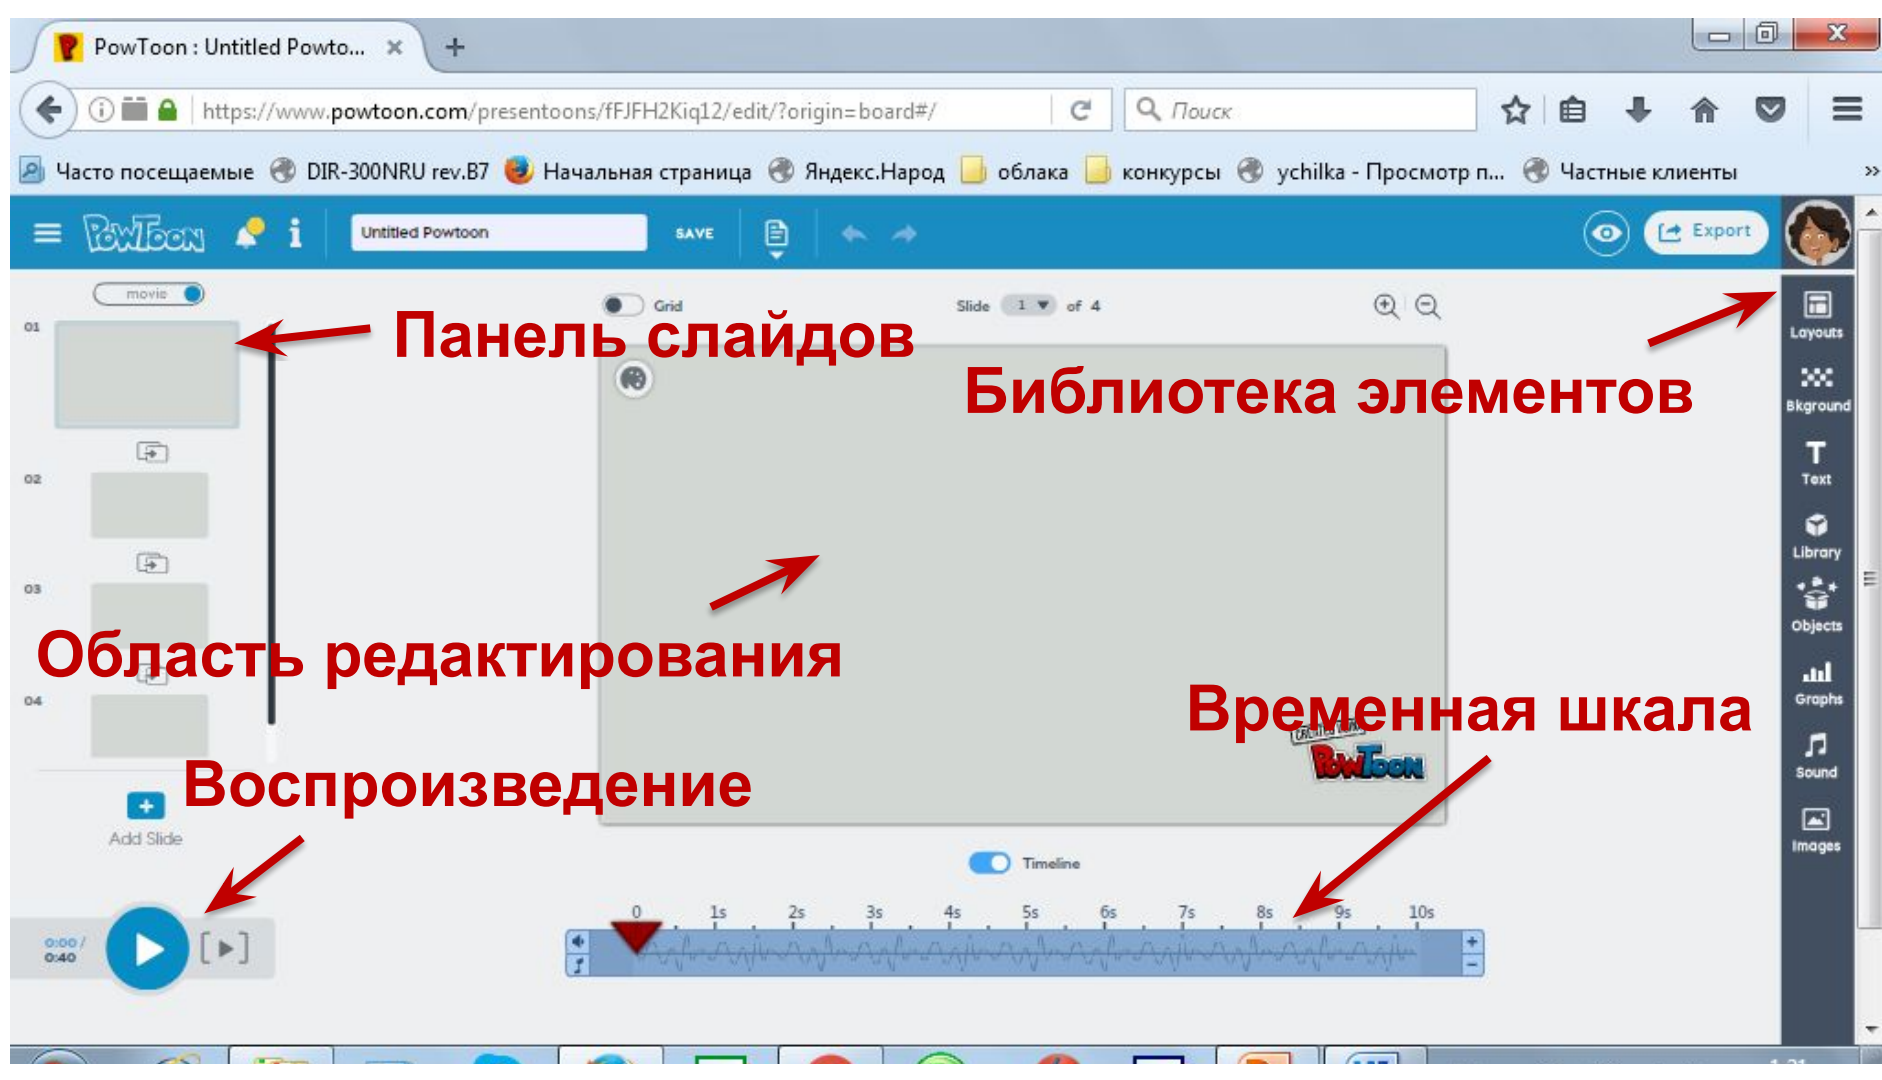 PowToon : Untitled Powto...
https://www.powtoon.com/presentoons/fFJFH2Kiq12/edit/?origin=board#/
Поиск
Часто посещаемые DIR-300NRU rev.B7 Начальная страница Яндекс.Народ облака конкурсы ychilka - Просмотр п... Частные клиенты
POWTOON Untitled Powtoon SAVE Export
movie
Grid Slide 1 of 4
01
Панель слайдов
Layouts
Библиотека элементов
Bkground
02
Text
Library
03
Objects
Область редактирования
04
Graphs
Временная шкала
POWTOON
Sound
Воспроизведение
Add Slide
Images
Timeline
0 1s 2s 3s 4s 5s 6s 7s 8s 9s 10s
0:00 /
0:40